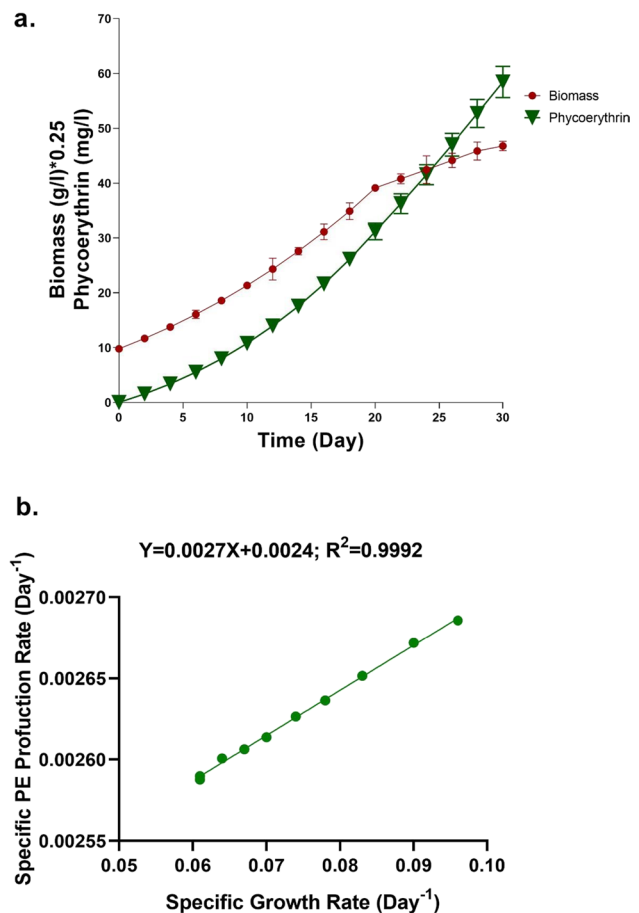 a.
70
60
50
40
30
20
10
0
Biomass (g/l)*0.25
Phycoerythrin (mg/l)
Biomass
Phycoerythrin
0 5 10 15 20 25 30
Time (Day)
b.
Y=0.0027X+0.0024; R²=0.9992
0.00270
0.00265
0.00260
0.00255
Specific PE Profuction Rate (Day⁻¹)
0.05 0.06 0.07 0.08 0.09 0.10
Specific Growth Rate (Day⁻¹)